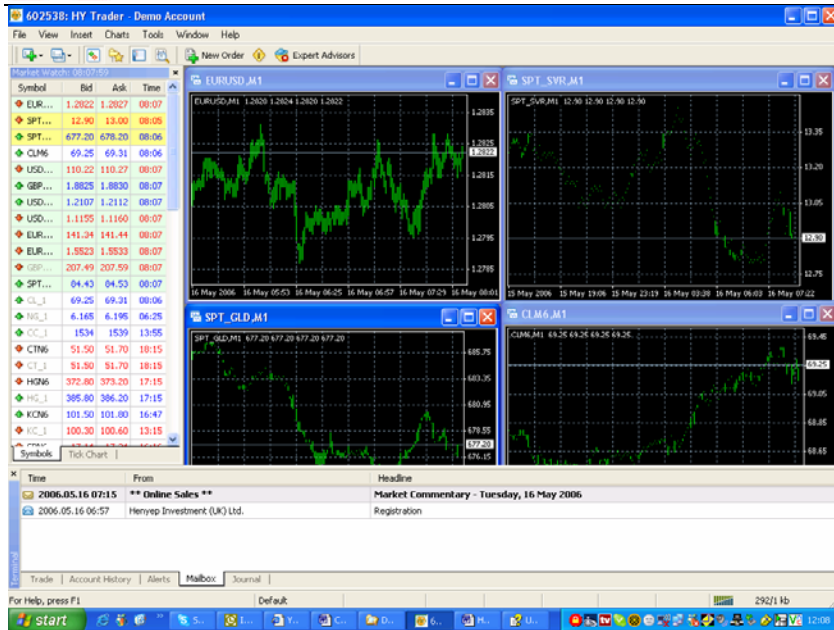 602538: HY Trader - Demo Account
File View Insert Charts Tools Window Help
New Order Expert Advisors
Market Watch: 08:07:59
Symbol Bid Ask Time
EUR... 1.2822 1.2827 08:07
SPT... 12.90 13.00 08:05
SPT... 677.20 678.20 08:06
CLM6 69.25 69.31 08:06
USD... 110.22 110.27 08:07
GBP... 1.8825 1.8830 08:07
USD... 1.2107 1.2112 08:07
USD... 1.1155 1.1160 08:07
EUR... 141.34 141.44 08:07
EUR... 1.5523 1.5533 08:07
GBP... 207.49 207.59 08:07
SPT... 84.43 84.53 08:07
CL_1 69.25 69.31 08:06
NG_1 6.165 6.195 06:25
CC_1 1534 1539 13:55
CTN6 51.50 51.70 18:15
CT_1 51.50 51.70 18:15
HGN6 372.80 373.20 17:15
HG_1 385.80 386.20 17:15
KCN6 101.50 101.80 16:47
KC_1 100.30 100.60 13:15
Symbols Tick Chart
EURUSD,M1
EURUSD,M1 1.2820 1.2824 1.2820 1.2822
1.2835
1.2825
1.2822
1.2815
1.2805
1.2795
1.2785
16 May 2006 16 May 05:53 16 May 06:25 16 May 06:57 16 May 07:29 16 May 08:01
SPT_SVR,M1
SPT_SVR,M1 12.90 12.90 12.90 12.90
13.35
13.20
13.05
12.90
12.75
15 May 2006 15 May 19:06 15 May 23:19 16 May 03:38 16 May 06:03 16 May 07:22
SPT_GLD,M1
SPT_GLD,M1 677.20 677.20 677.20 677.20
685.75
683.35
680.95
678.55
677.20
676.15
CLM6,M1
CLM6,M1 69.25 69.25 69.25 69.25
69.45
69.25
69.05
68.85
68.65
Time From Headline
2006.05.16 07:15 ** Online Sales ** Market Commentary - Tuesday, 16 May 2006
2006.05.16 06:57 Henyep Investment (UK) Ltd. Registration
Terminal
Trade Account History Alerts Mailbox Journal
For Help, press F1 Default 292/1 kb
start S... I... Y... C... D... 6... H... U... 12:08